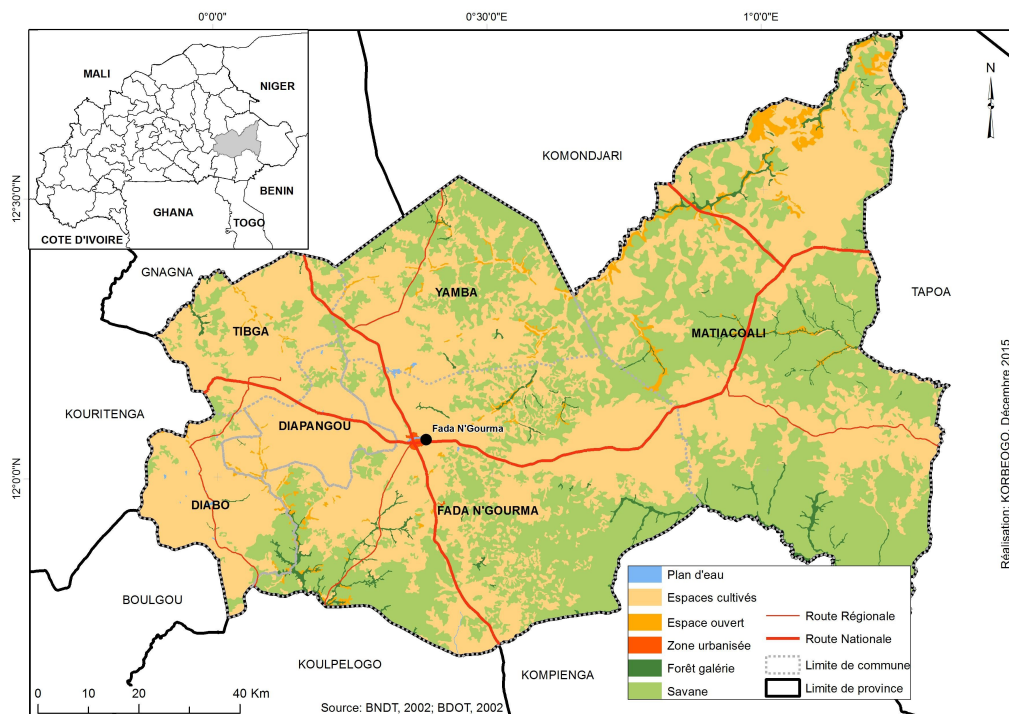 0°0'0"
0°30'0"E
1°0'0"E
MALI
NIGER
BENIN
GHANA
TOGO
COTE D'IVOIRE
N
12°30'0"N
12°0'0"N
KOMONDJARI
GNAGNA
YAMBA
TAPOA
TIBGA
MATIACOALI
KOURITENGA
DIAPANGOU
Fada N'Gourma
DIABO
FADA N'GOURMA
BOULGOU
KOULPELOGO
KOMPIENGA
Plan d'eau
Espaces cultivés
Espace ouvert
Zone urbanisée
Forêt galérie
Savane
Route Régionale
Route Nationale
Limite de commune
Limite de province
0 10 20 40 Km
Source: BNDT, 2002; BDOT, 2002
Réalisation: KORBEOGO, Décembre 2015